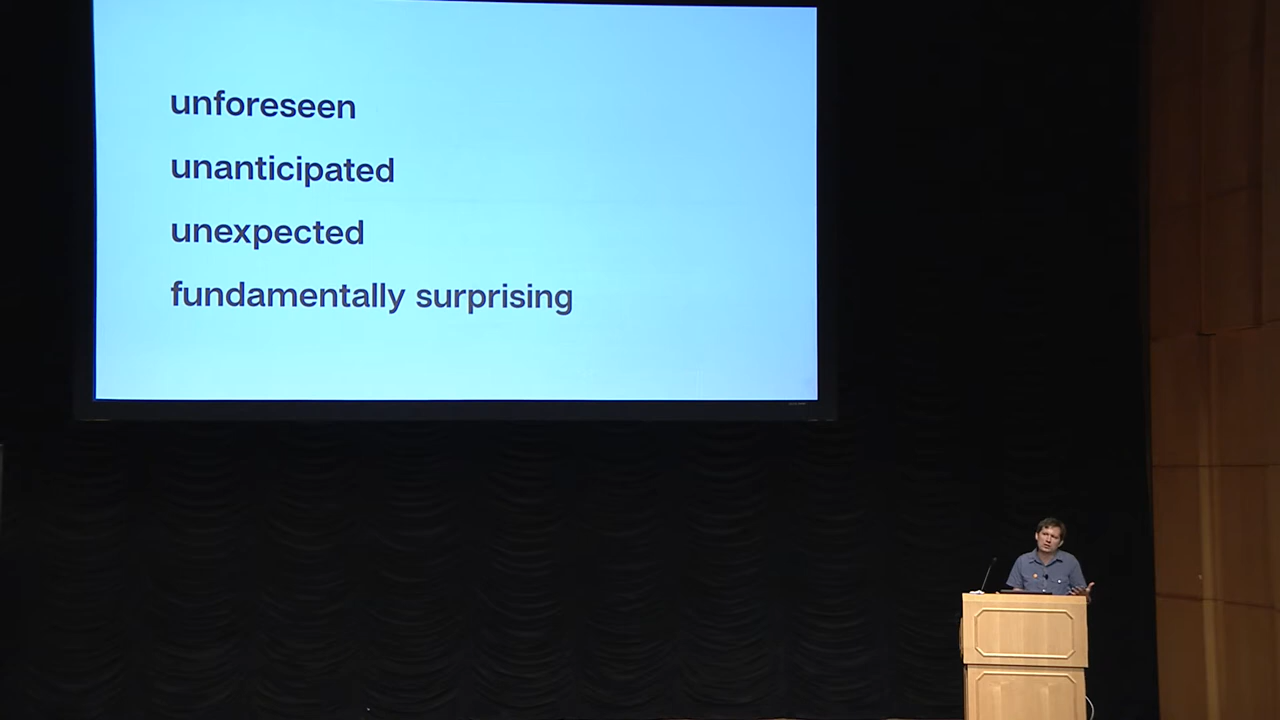 unforeseen
unanticipated
unexpected
fundamentally surprising